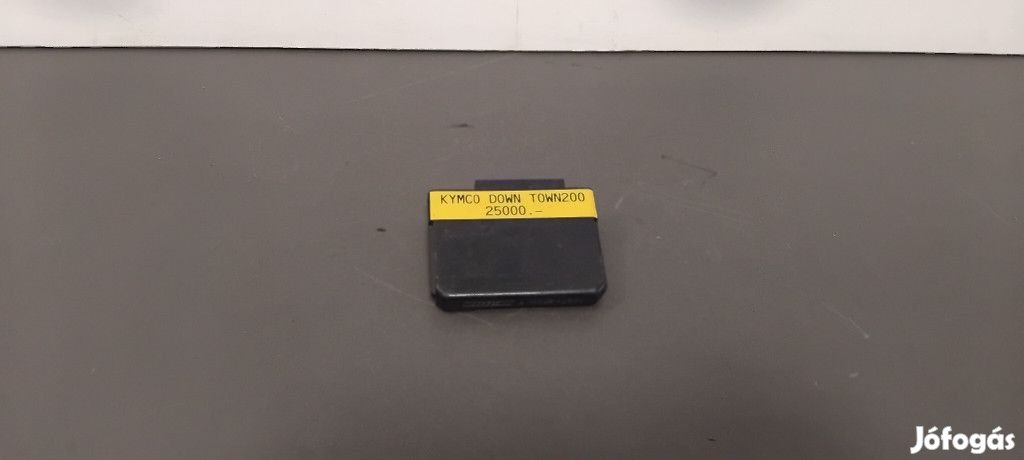 KYMCO DOWN TOWN200
25000.-
Jófogás